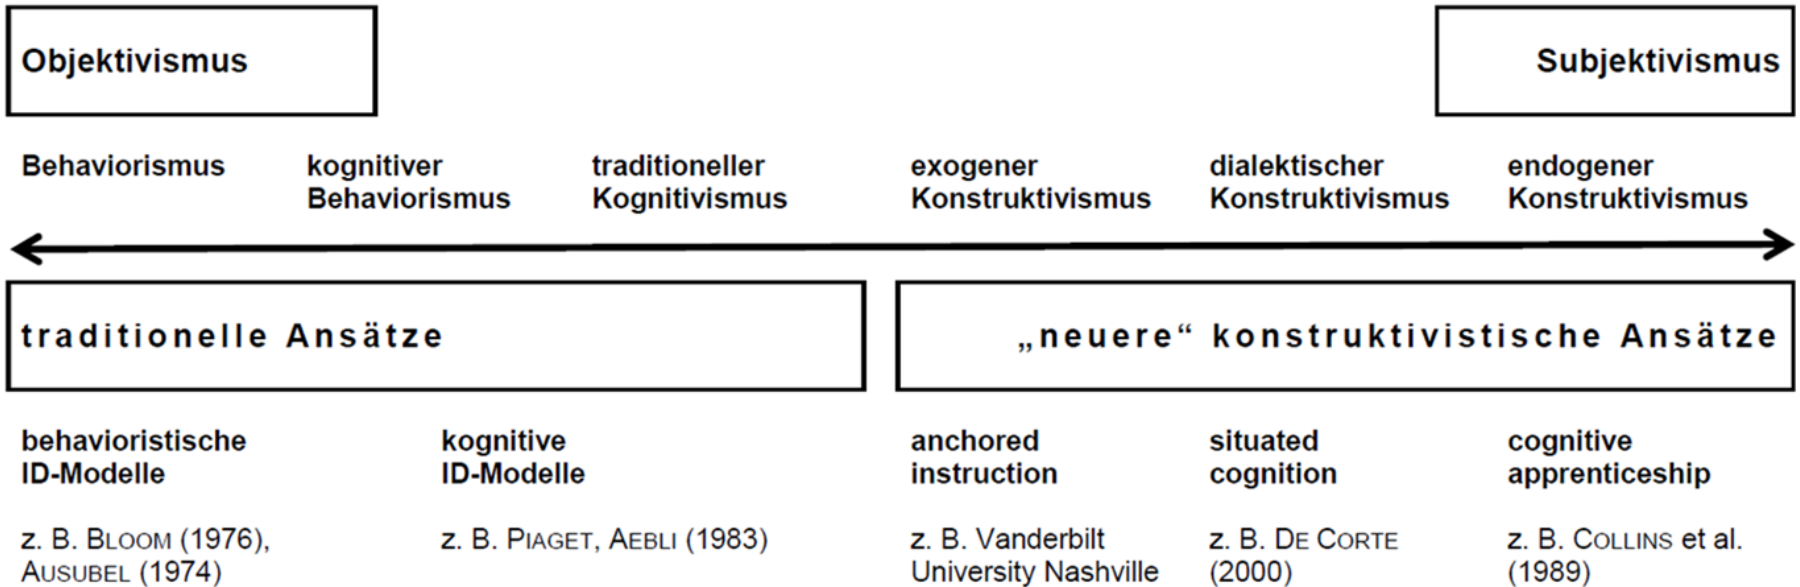 Objektivismus
Subjektivismus
Behaviorismus
kognitiver
Behaviorismus
traditioneller
Kognitivismus
exogener
Konstruktivismus
dialektischer
Konstruktivismus
endogener
Konstruktivismus
traditionelle Ansätze
„neuere“ konstruktivistische Ansätze
behavioristische
ID-Modelle
z. B. BLOOM (1976),
AUSUBEL (1974)
kognitive
ID-Modelle
z. B. PIAGET, AEBLI (1983)
anchored
instruction
z. B. Vanderbilt
University Nashville
situated
cognition
z. B. DE CORTE
(2000)
cognitive
apprenticeship
z. B. COLLINS et al.
(1989)